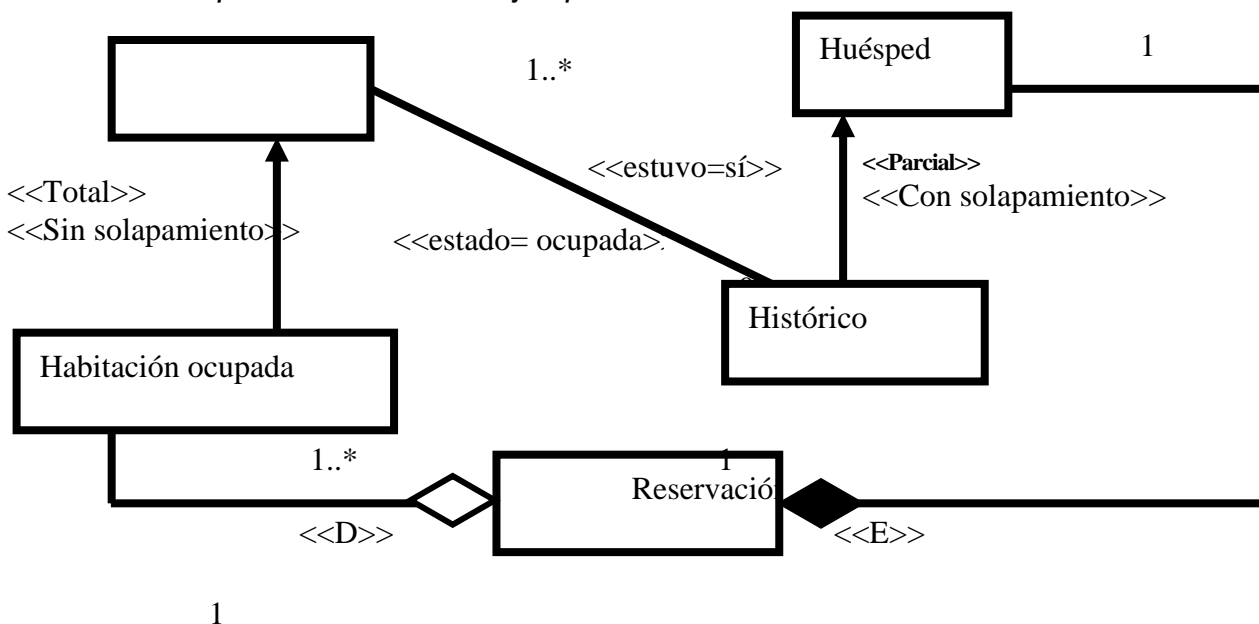 Huésped
1
1..*
<<estuvo=sí>>
<<Parcial>>
<<Total>>
<<Con solapamiento>>
<<Sin solapamiento>>
<<estado= ocupada>
Histórico
Habitación ocupada
1..*
1
Reservación
<<D>>
<<E>>
1